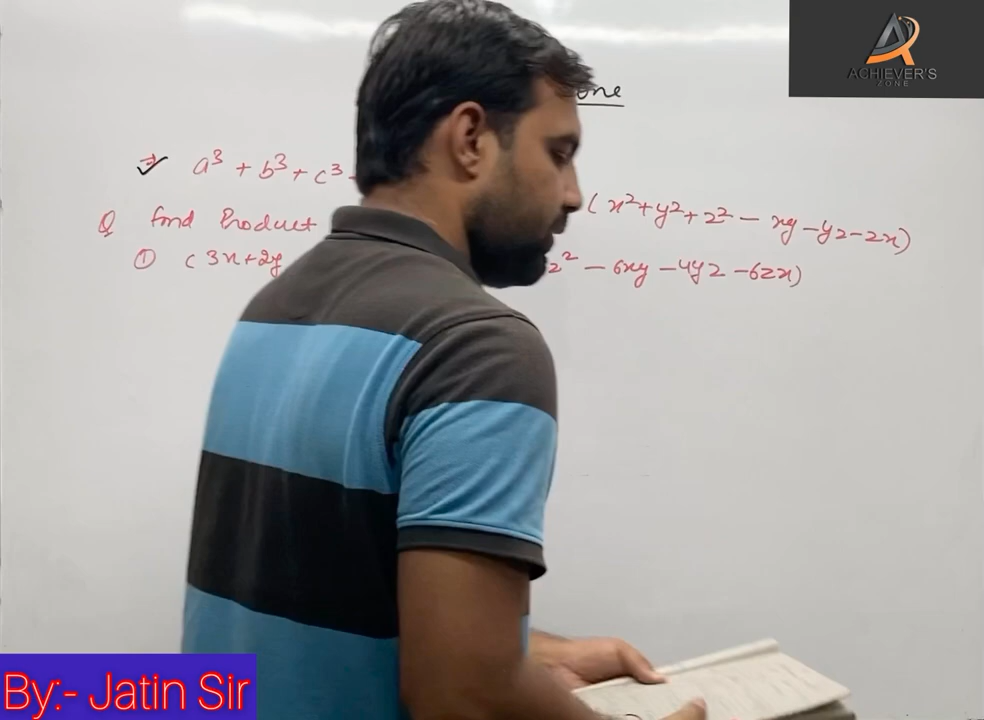 ACHIEVER'S
ZONE
one
a³ + b³ + c³ -
(x²+y²+z² - xy - yz - zx)
Q find Product
① (3x+2y z² - 6xy - 4yz - 6zx)
By:- Jatin Sir